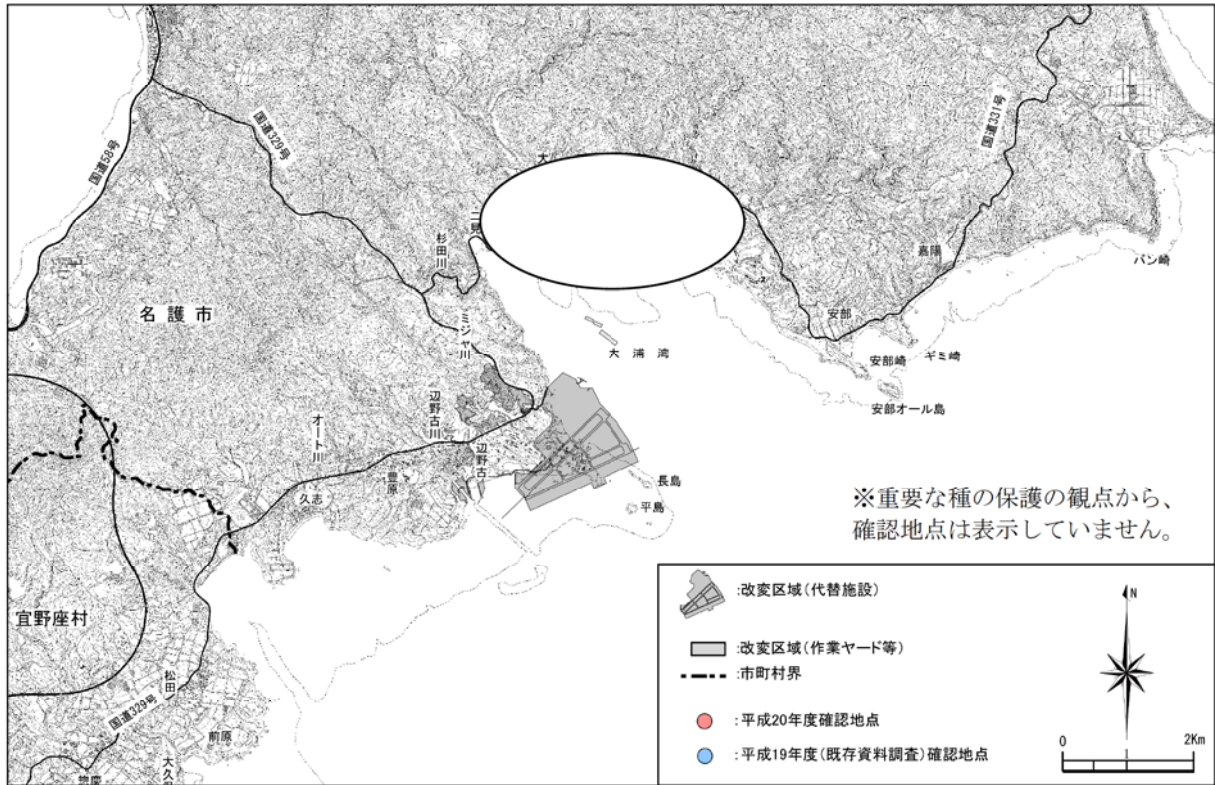 国道58号
国道329号
国道331号
大
二見
杉田川
ミジャ川
名護市
嘉陽
バン崎
安部
安部崎
ギミ崎
安部オール島
大浦湾
辺野古川
辺野古
オート川
久志
豊原
長島
平島
宜野座村
松田
国道329号
前原
※重要な種の保護の観点から、
確認地点は表示していません。
:改変区域(代替施設)
:改変区域(作業ヤード等)
:市町村界
:平成20年度確認地点
:平成19年度(既存資料調査)確認地点
N
0 2Km